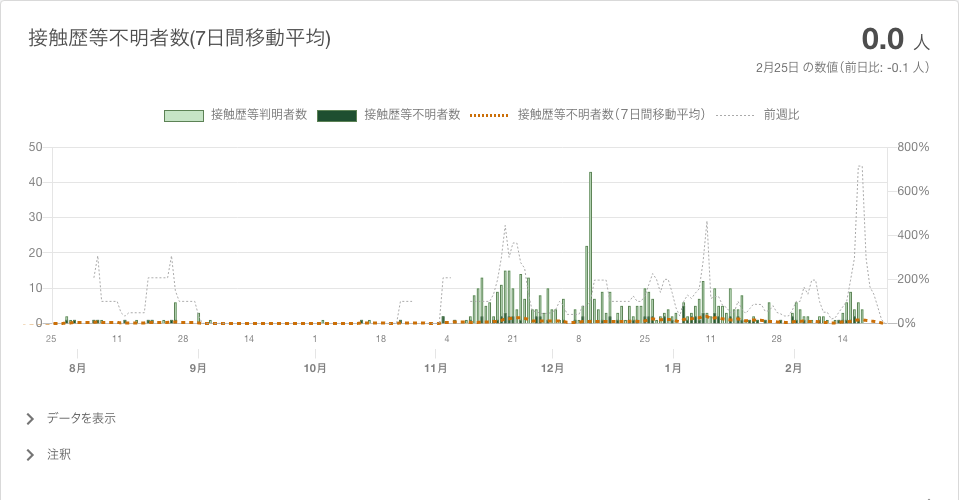 接触歴等不明者数(7日間移動平均)
0.0 人
2月25日 の数値（前日比: -0.1 人）
接触歴等判明者数 接触歴等不明者数 接触歴等不明者数（7日間移動平均） 前週比
50 800%
40 600%
30 400%
20 200%
10 0%
0
25 11 28 14 1 18 4 21 8 25 11 28 14
8月 9月 10月 11月 12月 1月 2月
データを表示
注釈